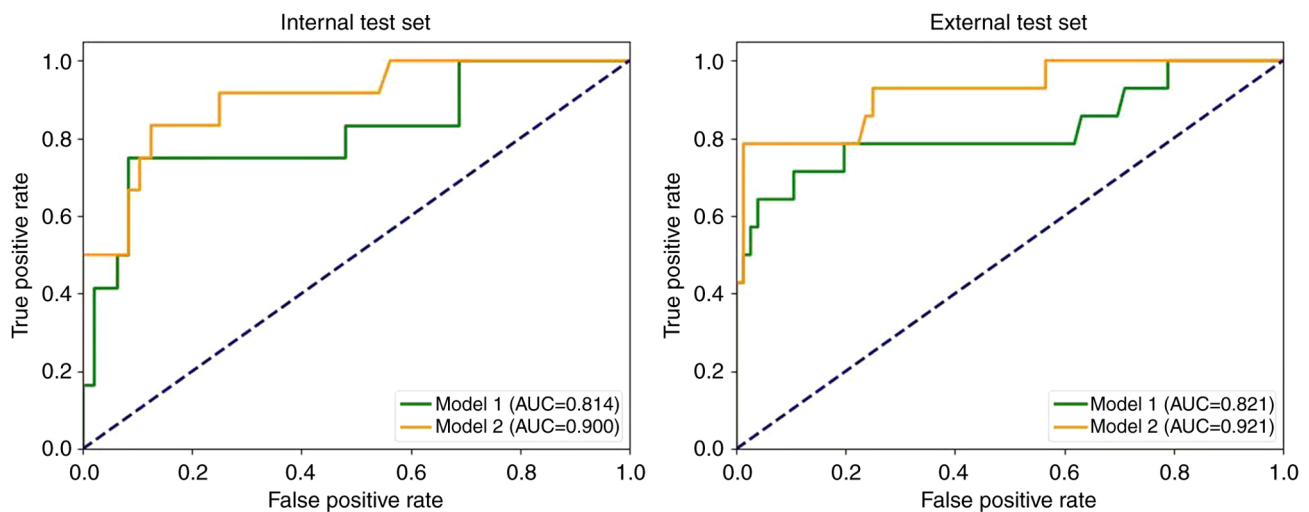 Internal test set
True positive rate
1.0
0.8
0.6
0.4
0.2
0.0
Model 1 (AUC=0.814)
Model 2 (AUC=0.900)
0.0 0.2 0.4 0.6 0.8 1.0
False positive rate
External test set
True positive rate
1.0
0.8
0.6
0.4
0.2
0.0
Model 1 (AUC=0.821)
Model 2 (AUC=0.921)
0.0 0.2 0.4 0.6 0.8 1.0
False positive rate